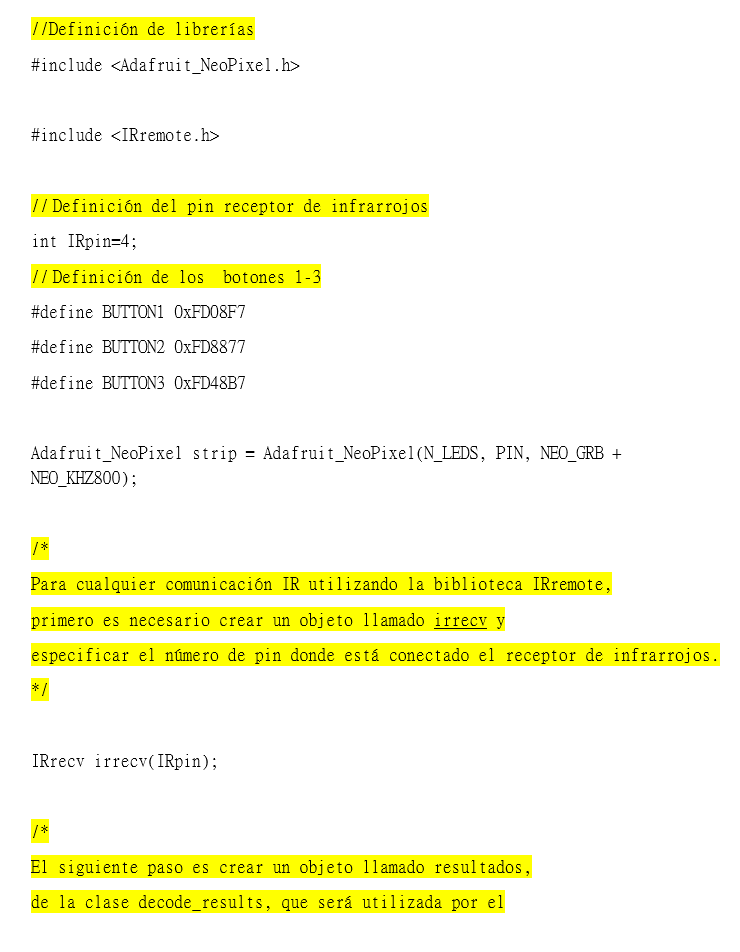 //Definición de librerías
#include <Adafruit_NeoPixel.h>
#include <IRremote.h>
//Definición del pin receptor de infrarrojos
int IRpin=4;
//Definición de los  botones 1-3
#define BUTTON1 0xFD08F7
#define BUTTON2 0xFD8877
#define BUTTON3 0xFD48B7
Adafruit_NeoPixel strip = Adafruit_NeoPixel(N_LEDS, PIN, NEO_GRB +
NEO_KHZ800);
/*
Para cualquier comunicación IR utilizando la biblioteca IRremote,
primero es necesario crear un objeto llamado irrecv y
especificar el número de pin donde está conectado el receptor de infrarrojos.
*/
IRrecv irrecv(IRpin);
/*
El siguiente paso es crear un objeto llamado resultados,
de la clase decode_results, que será utilizada por el